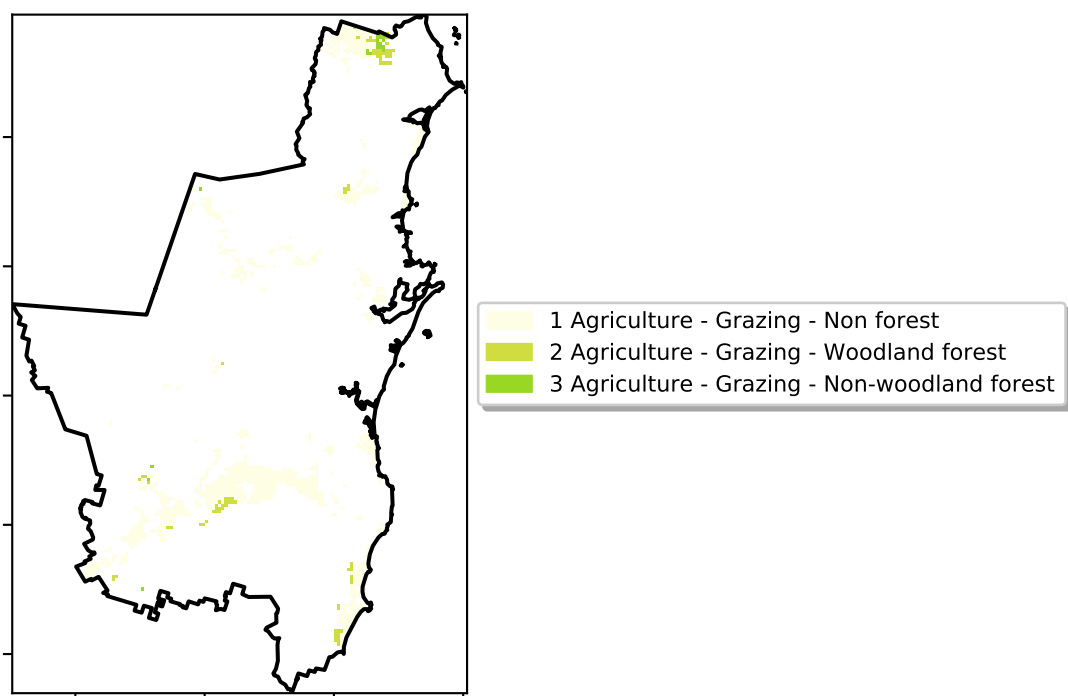 1 Agriculture - Grazing - Non forest
2 Agriculture - Grazing - Woodland forest
3 Agriculture - Grazing - Non-woodland forest